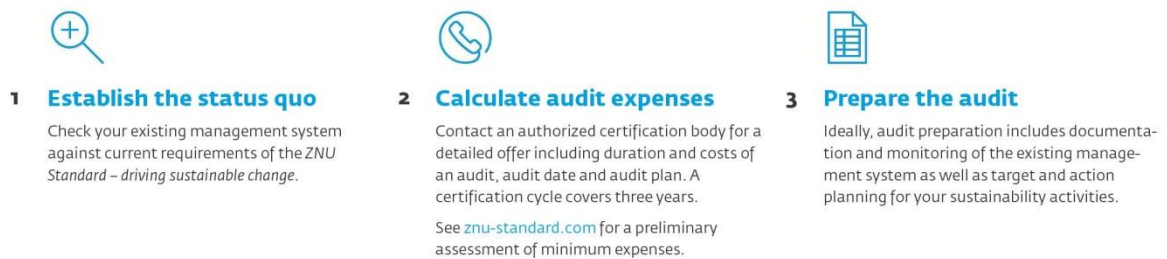 1 Establish the status quo
Check your existing management system
against current requirements of the ZNU
Standard – driving sustainable change.
2 Calculate audit expenses
Contact an authorized certification body for a
detailed offer including duration and costs of
an audit, audit date and audit plan. A
certification cycle covers three years.
See znu-standard.com for a preliminary
assessment of minimum expenses.
3 Prepare the audit
Ideally, audit preparation includes documenta-
tion and monitoring of the existing manage-
ment system as well as target and action
planning for your sustainability activities.